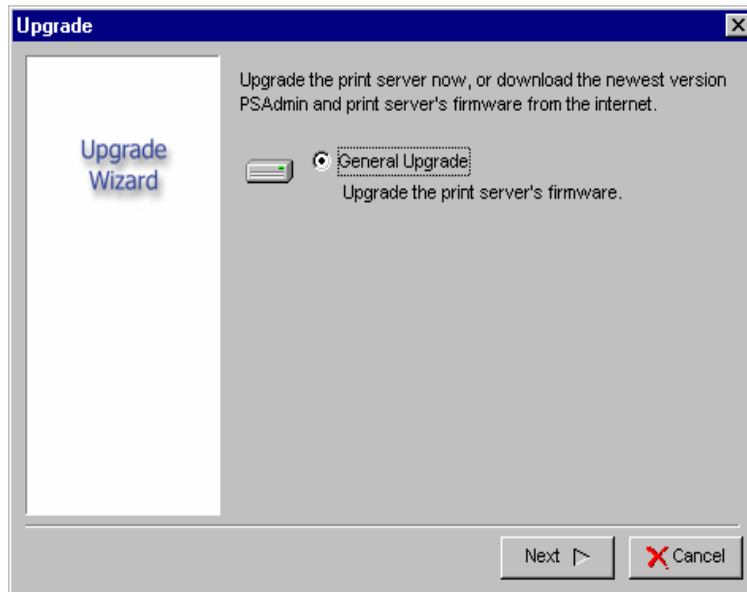 Upgrade
Upgrade
Wizard
Upgrade the print server now, or download the newest version
PSAdmin and print server's firmware from the internet.
General Upgrade
Upgrade the print server's firmware.
Next
Cancel